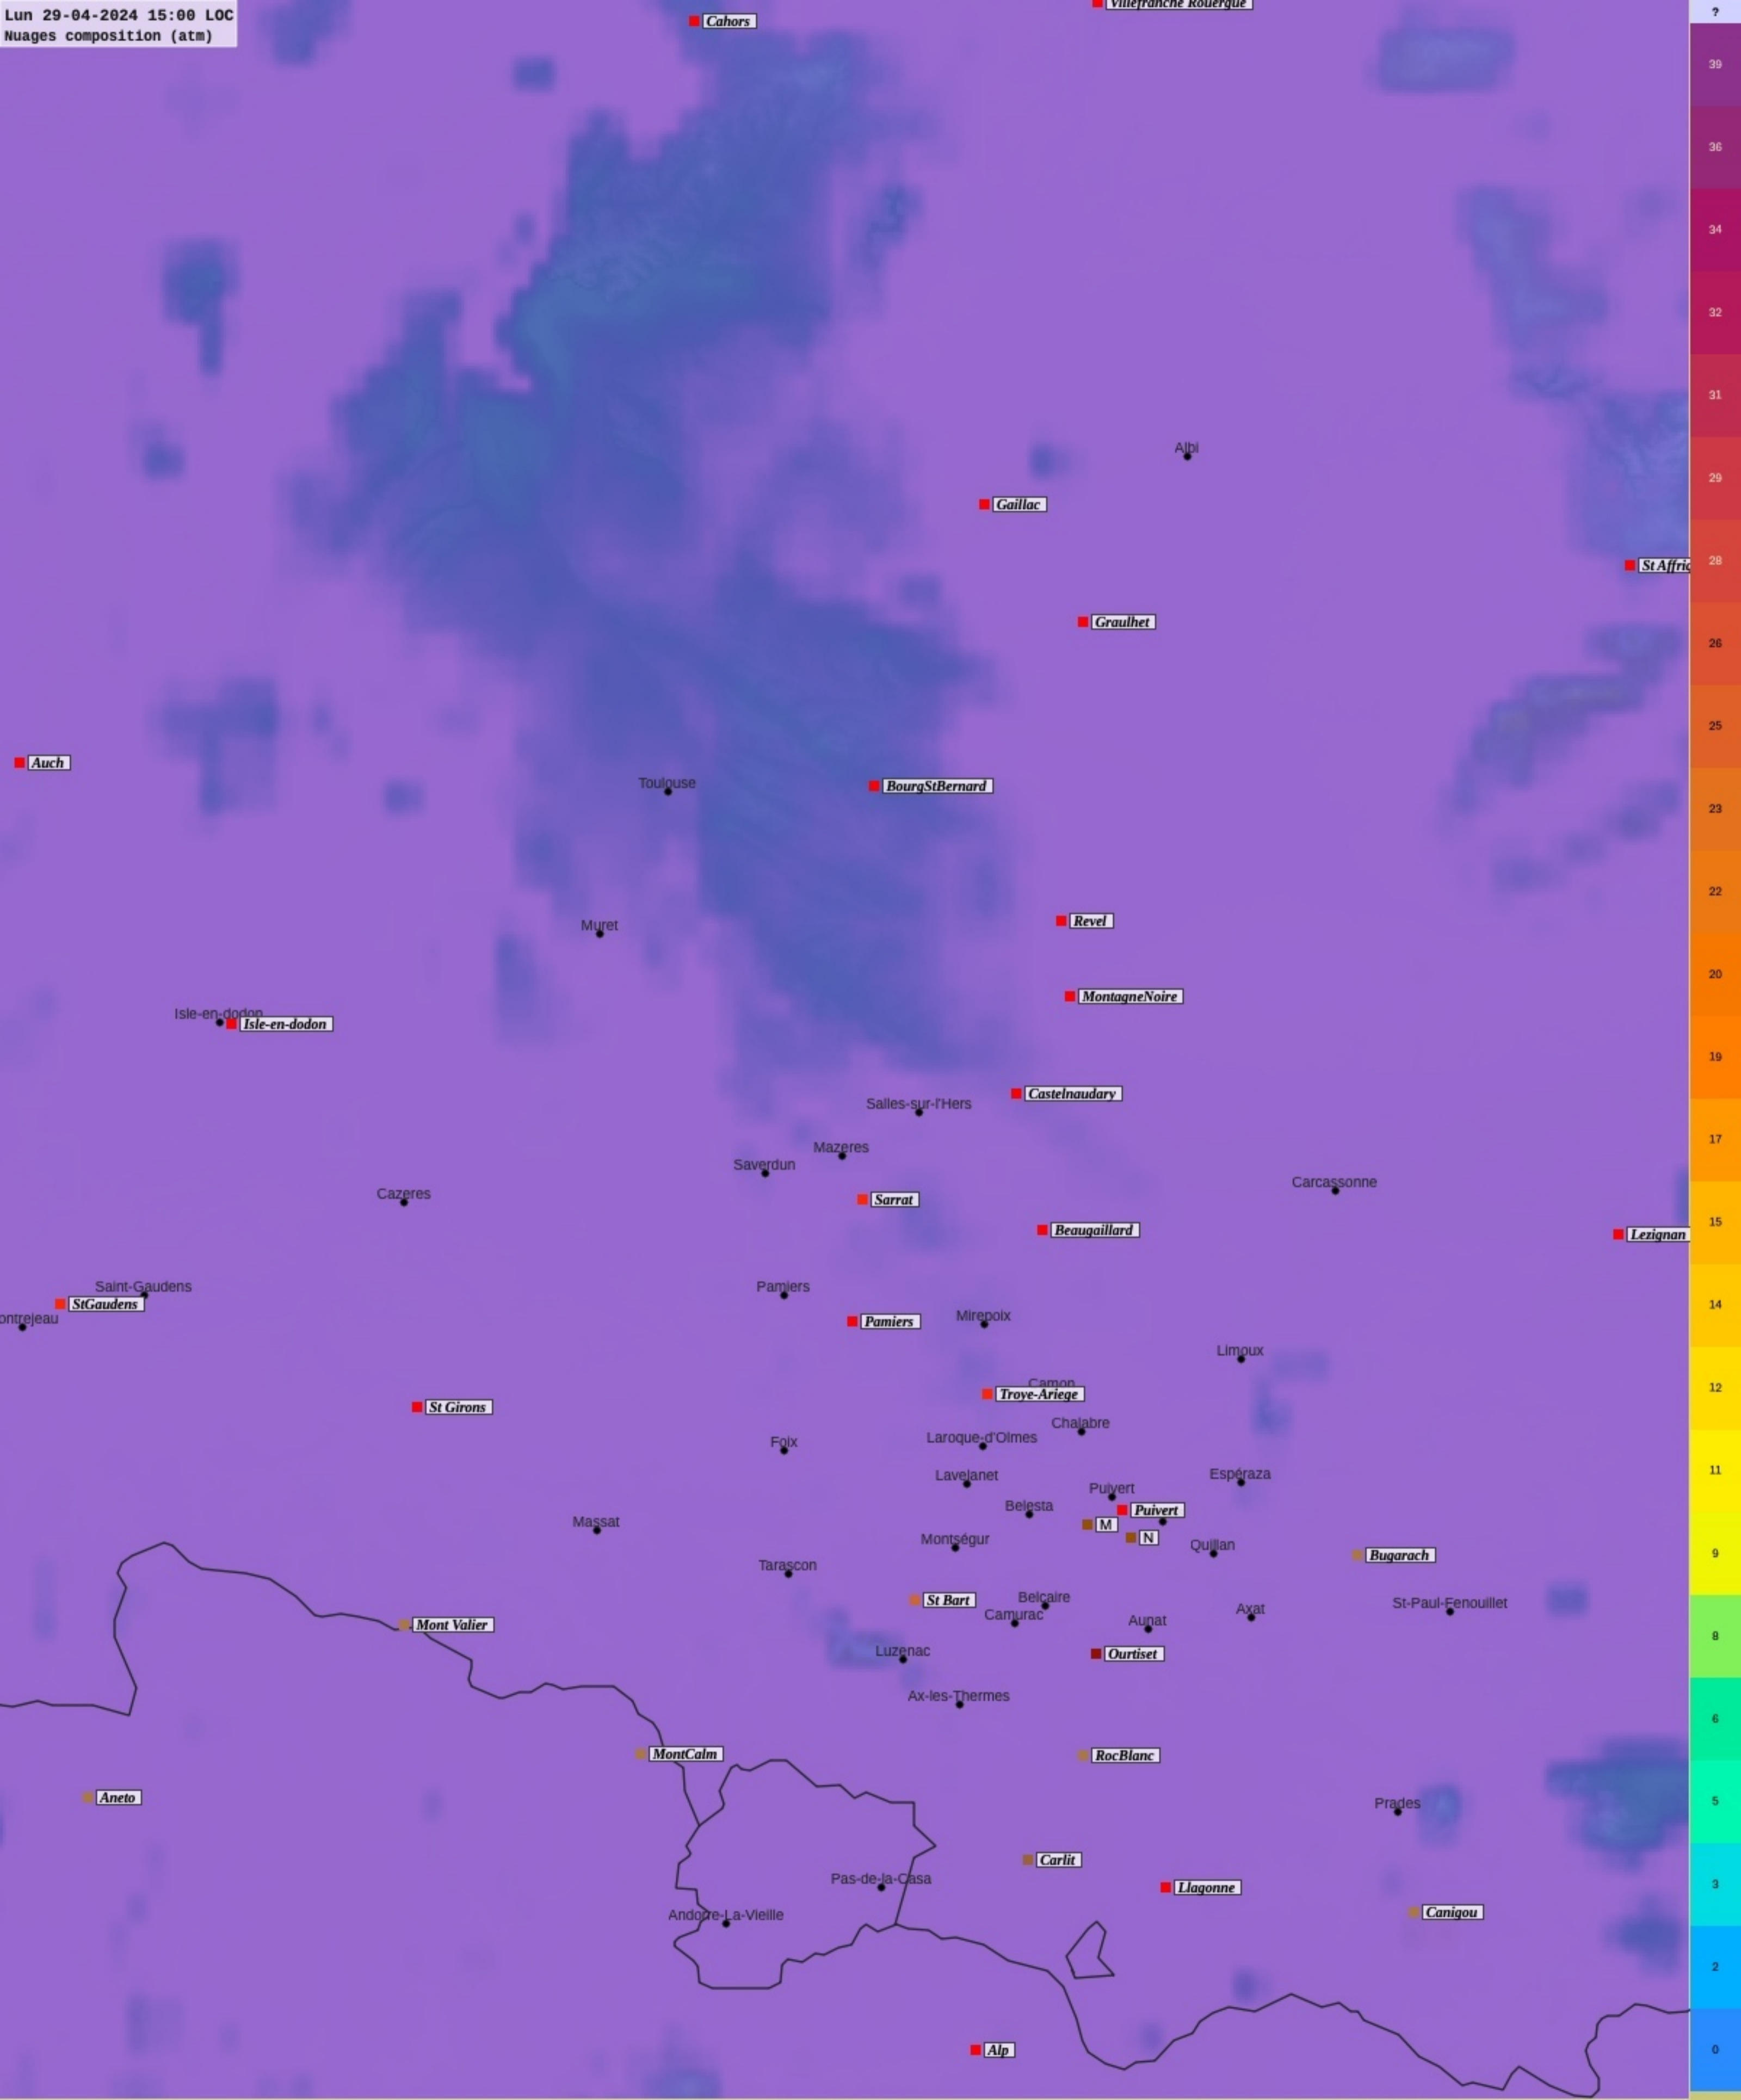 Lun 29-04-2024 15:00 LOC
Nuages composition (atm)
Villefranche Rouergue
Cahors
?
39
36
34
32
31
Albi
29
Gaillac
28
St Affric
Graulhet
26
25
Auch
Toulouse
BourgStBernard
23
22
Revel
Muret
20
MontagneNoire
Isle-en-dodon
Isle-en-dodon
19
Castelnaudary
Salles-sur-l'Hers
17
Mazeres
Saverdun
Carcassonne
Cazeres
Sarrat
15
Beaugaillard
Lezignan
Saint-Gaudens
Pamiers
StGaudens
14
ontrejeau
Pamiers
Mirepoix
Limoux
Camon
12
Troye-Ariege
St Girons
Chalabre
Laroque-d'Olmes
Foix
11
Lavelanet
Espéraza
Puivert
Belesta
Puivert
Massat
M
N
Montségur
Quillan
9
Bugarach
Tarascon
St Bart
Belcaire
St-Paul-Fenouillet
Camurac
Axat
Aunat
Mont Valier
8
Luzenac
Ourtiset
Ax-les-Thermes
6
MontCalm
RocBlanc
Aneto
Prades
5
Carlit
Pas-de-la-Casa
3
Llagonne
Canigou
Andorre-La-Vieille
2
Alp
0